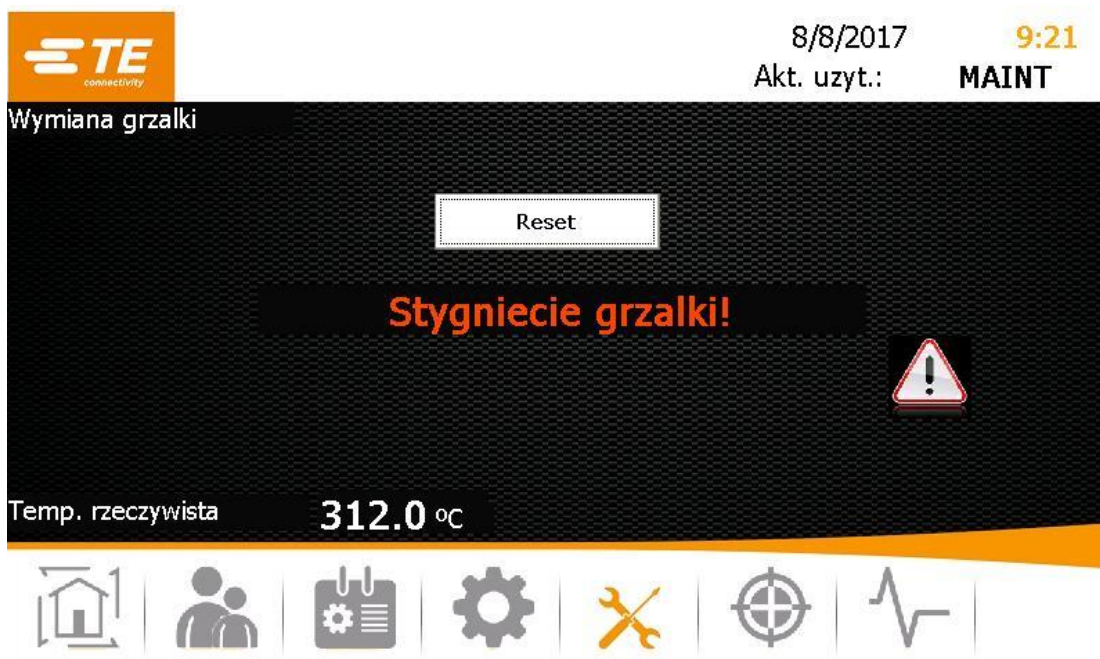 TE
connectivity
8/8/2017 9:21
Akt. uzyt.: MAINT
Wymiana grzalki
Reset
Stygniecie grzalki!
Temp. rzeczywista 312.0 ºC